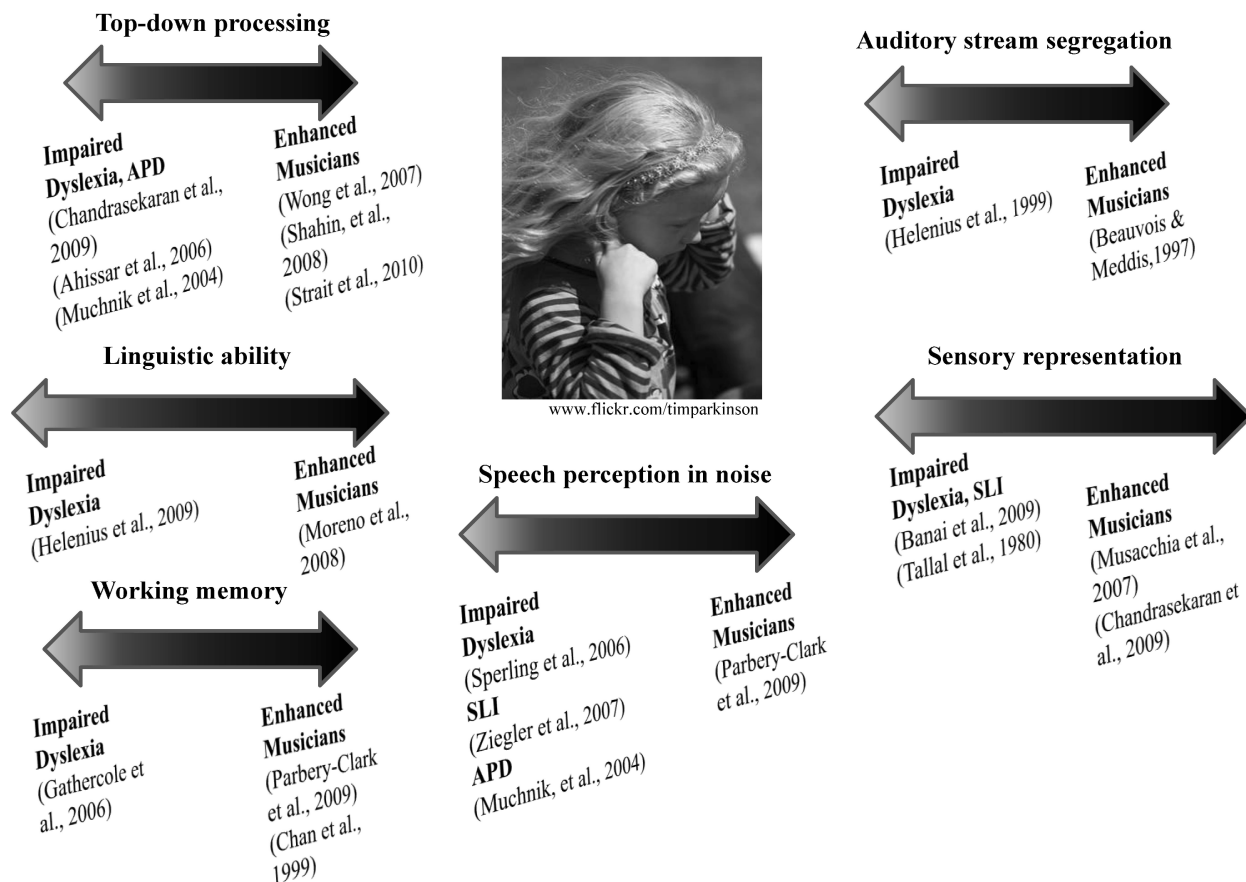 Top-down processing
Impaired
Dyslexia, APD
(Chandrasekaran et al.,
2009)
(Ahissar et al., 2006)
(Muchnik et al., 2004)
Enhanced
Musicians
(Wong et al., 2007)
(Shahin, et al.,
2008)
(Strait et al., 2010)
www.flickr.com/timparkinson
Auditory stream segregation
Impaired
Dyslexia
(Helenius et al., 1999)
Enhanced
Musicians
(Beauvois &
Meddis,1997)
Linguistic ability
Impaired
Dyslexia
(Helenius et al., 2009)
Enhanced
Musicians
(Moreno et al.,
2008)
Sensory representation
Impaired
Dyslexia, SLI
(Banai et al., 2009)
(Tallal et al., 1980)
Enhanced
Musicians
(Musacchia et al.,
2007)
(Chandrasekaran et
al., 2009)
Working memory
Impaired
Dyslexia
(Gathercole et
al., 2006)
Enhanced
Musicians
(Parbery-Clark
et al., 2009)
(Chan et al.,
1999)
Speech perception in noise
Impaired
Dyslexia
(Sperling et al., 2006)
SLI
(Ziegler et al., 2007)
APD
(Muchnik, et al., 2004)
Enhanced
Musicians
(Parbery-Clark
et al., 2009)